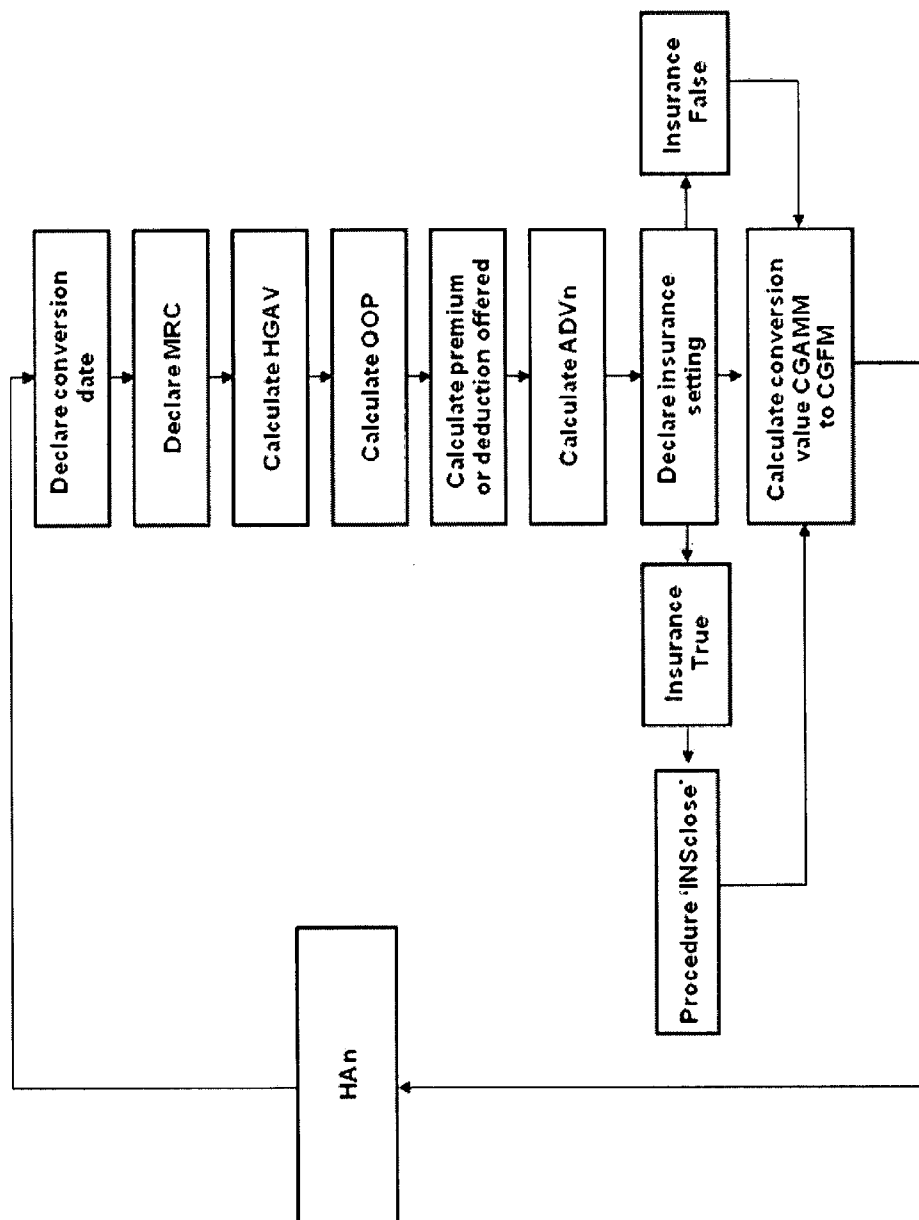 Declare conversion
date
Declare MRC
Calculate HGAV
Calculate OOP
Calculate premium
or deduction offered
Calculate ADVn
Declare insurance
setting
Insurance
False
Insurance
True
Procedure 'INSclose'
Calculate conversion
value CGAMM
to CGFM
HAn